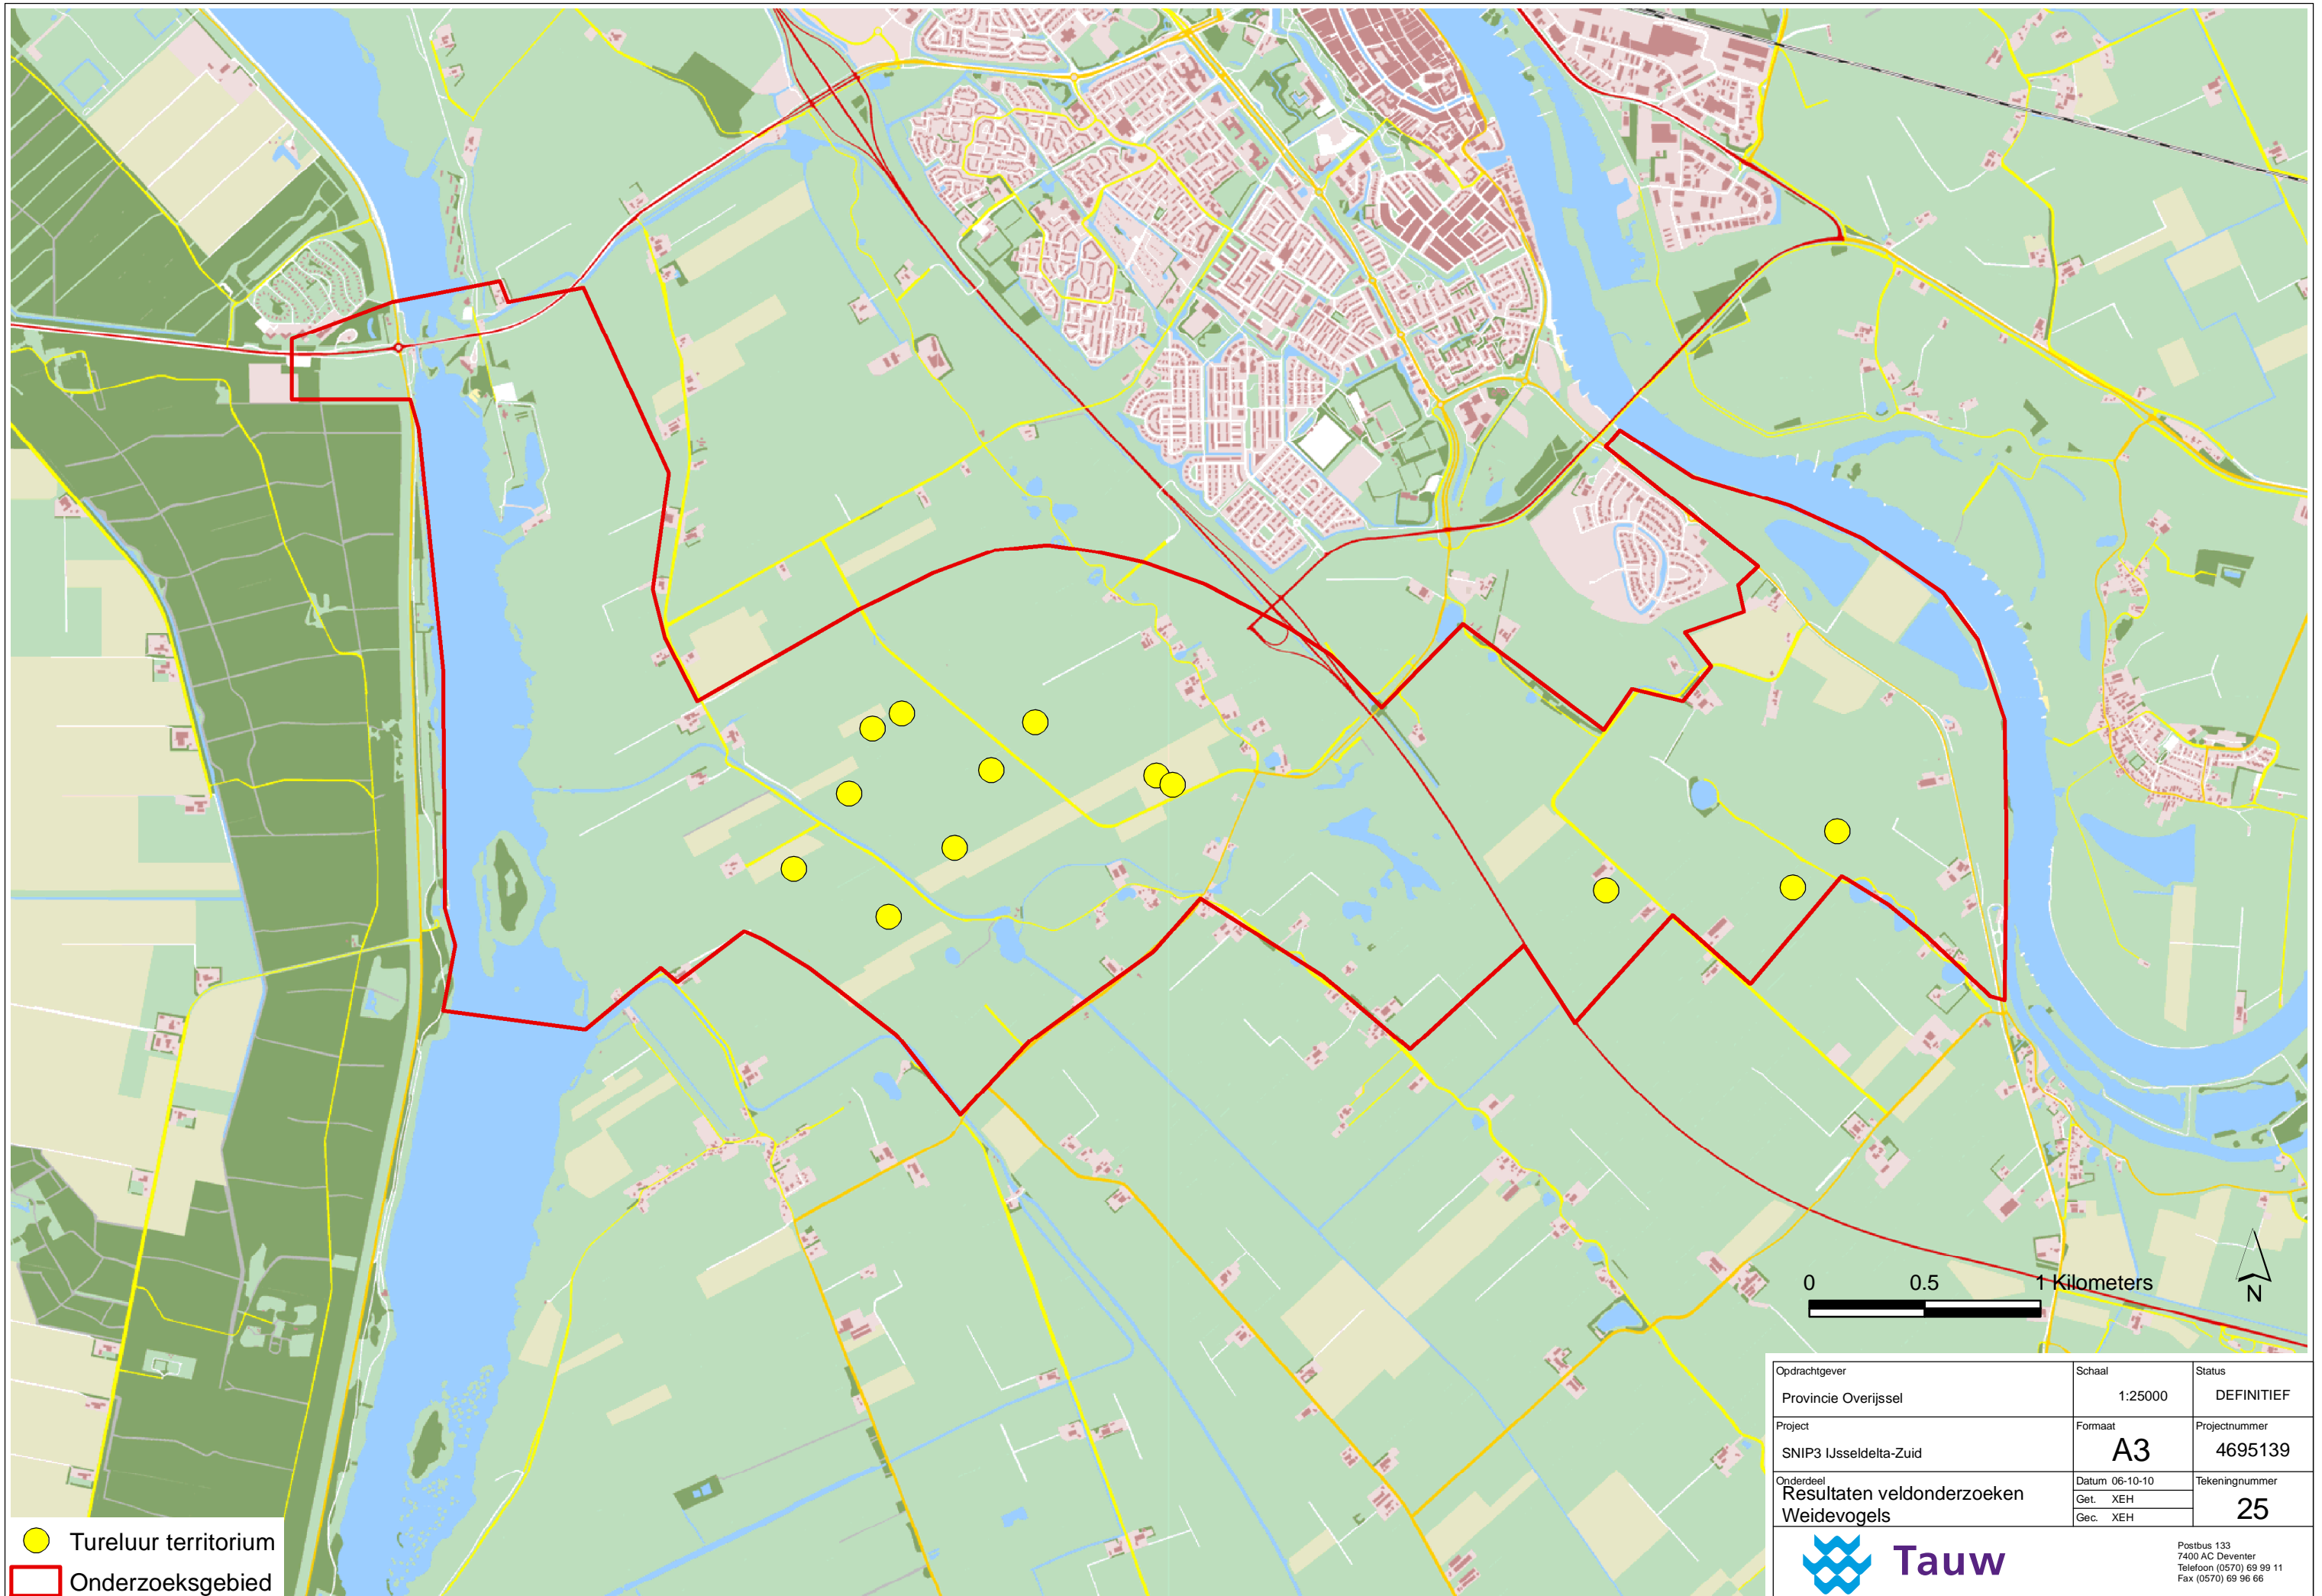 0 0.5 1 Kilometers
N
Opdrachtgever
Provincie Overijssel
Schaal
1:25000
Status
DEFINITIEF
Project
SNIP3 IJsseldelta-Zuid
Formaat
A3
Projectnummer
4695139
Onderdeel
Resultaten veldonderzoeken
Weidevogels
Datum 06-10-10
Get. XEH
Gec. XEH
Tekeningnummer
25
Tauw
Postbus 133
7400 AC Deventer
Telefoon (0570) 69 99 11
Fax (0570) 69 96 66
Tureluur territorium
Onderzoeksgebied